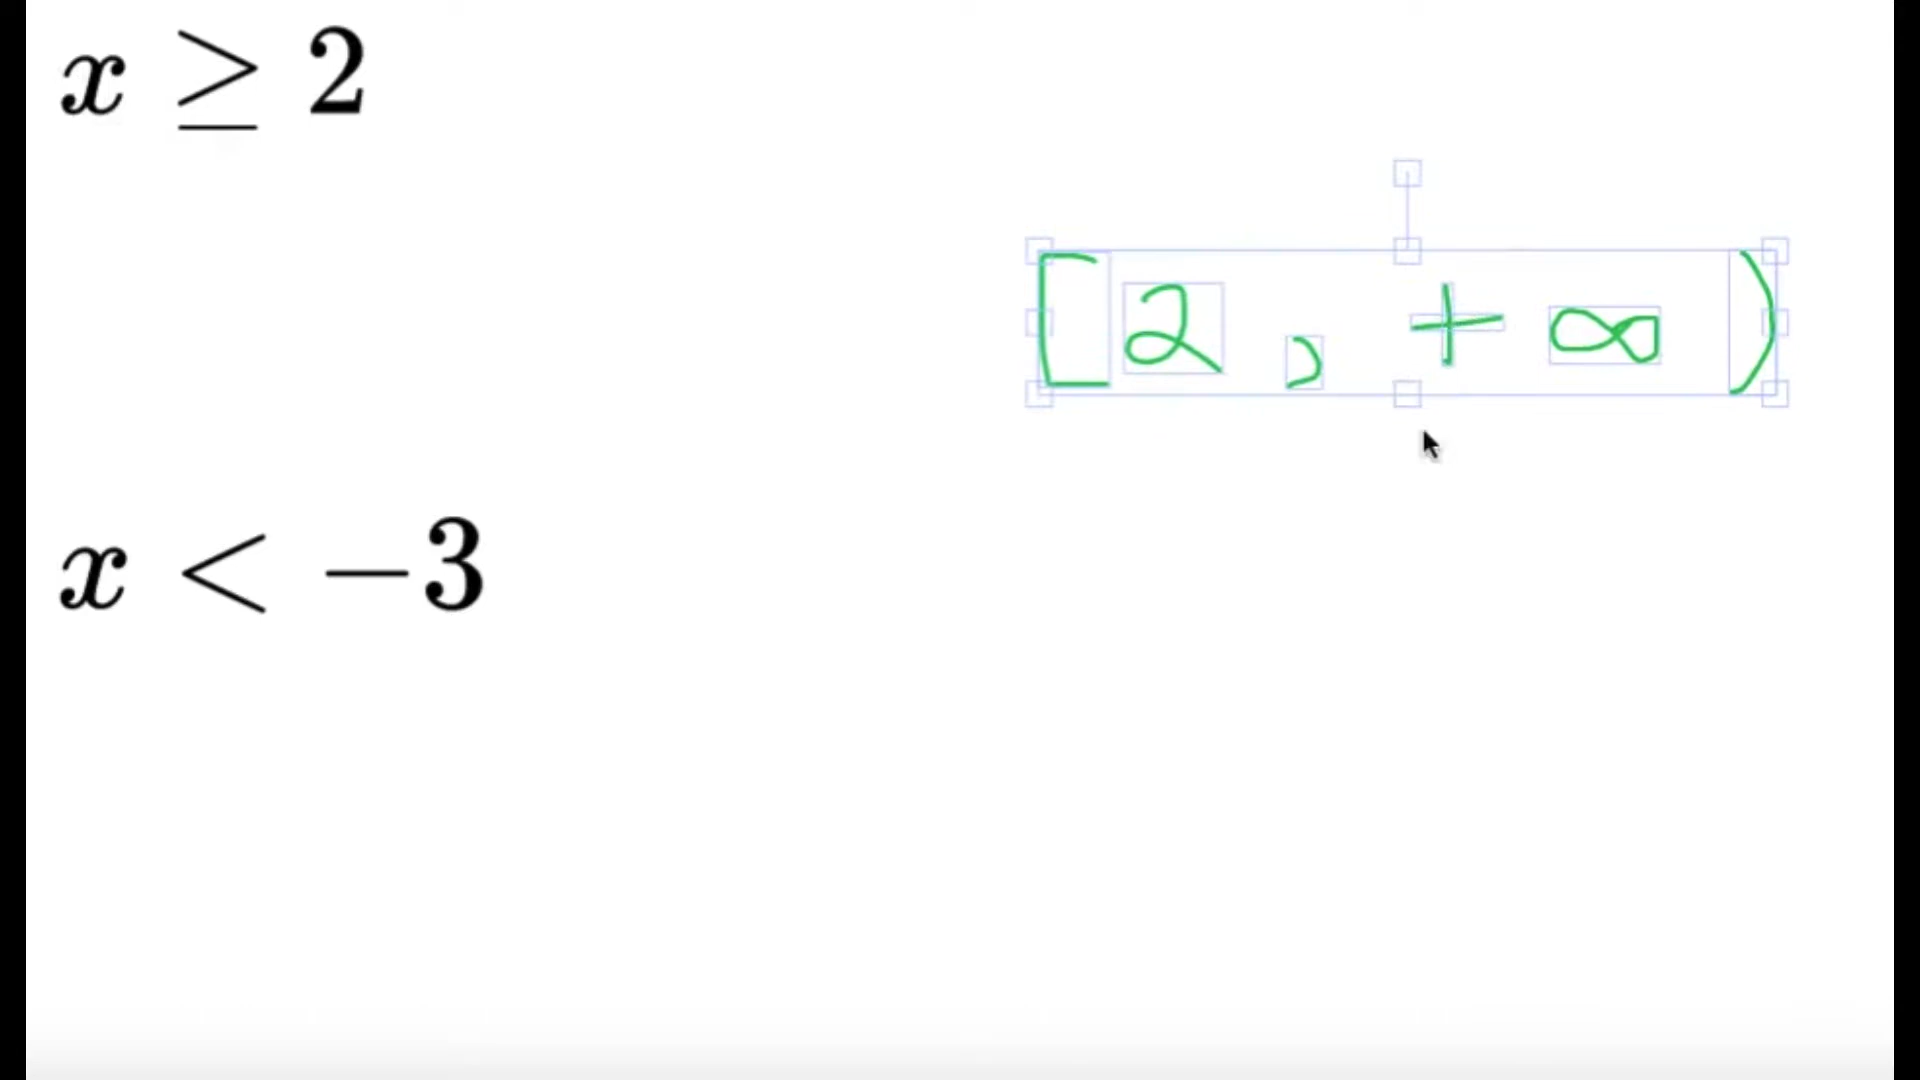 x ≥ 2
[2, +∞)
x < −3